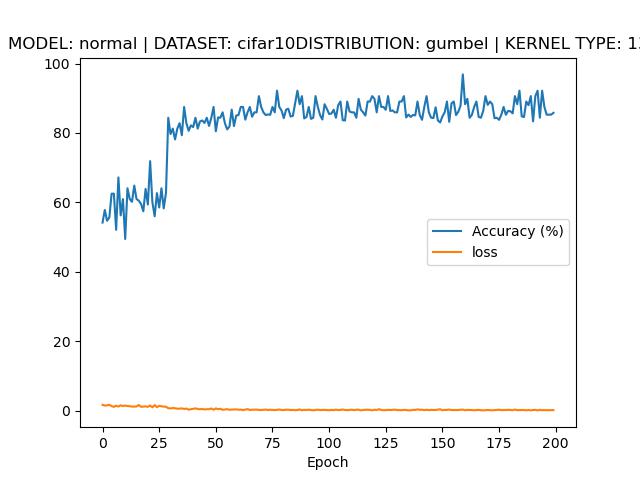 MODEL: normal | DATASET: cifar10DISTRIBUTION: gumbel | KERNEL TYPE:
100
80
60
40
20
0
Accuracy (%)
loss
0 25 50 75 100 125 150 175 200
Epoch